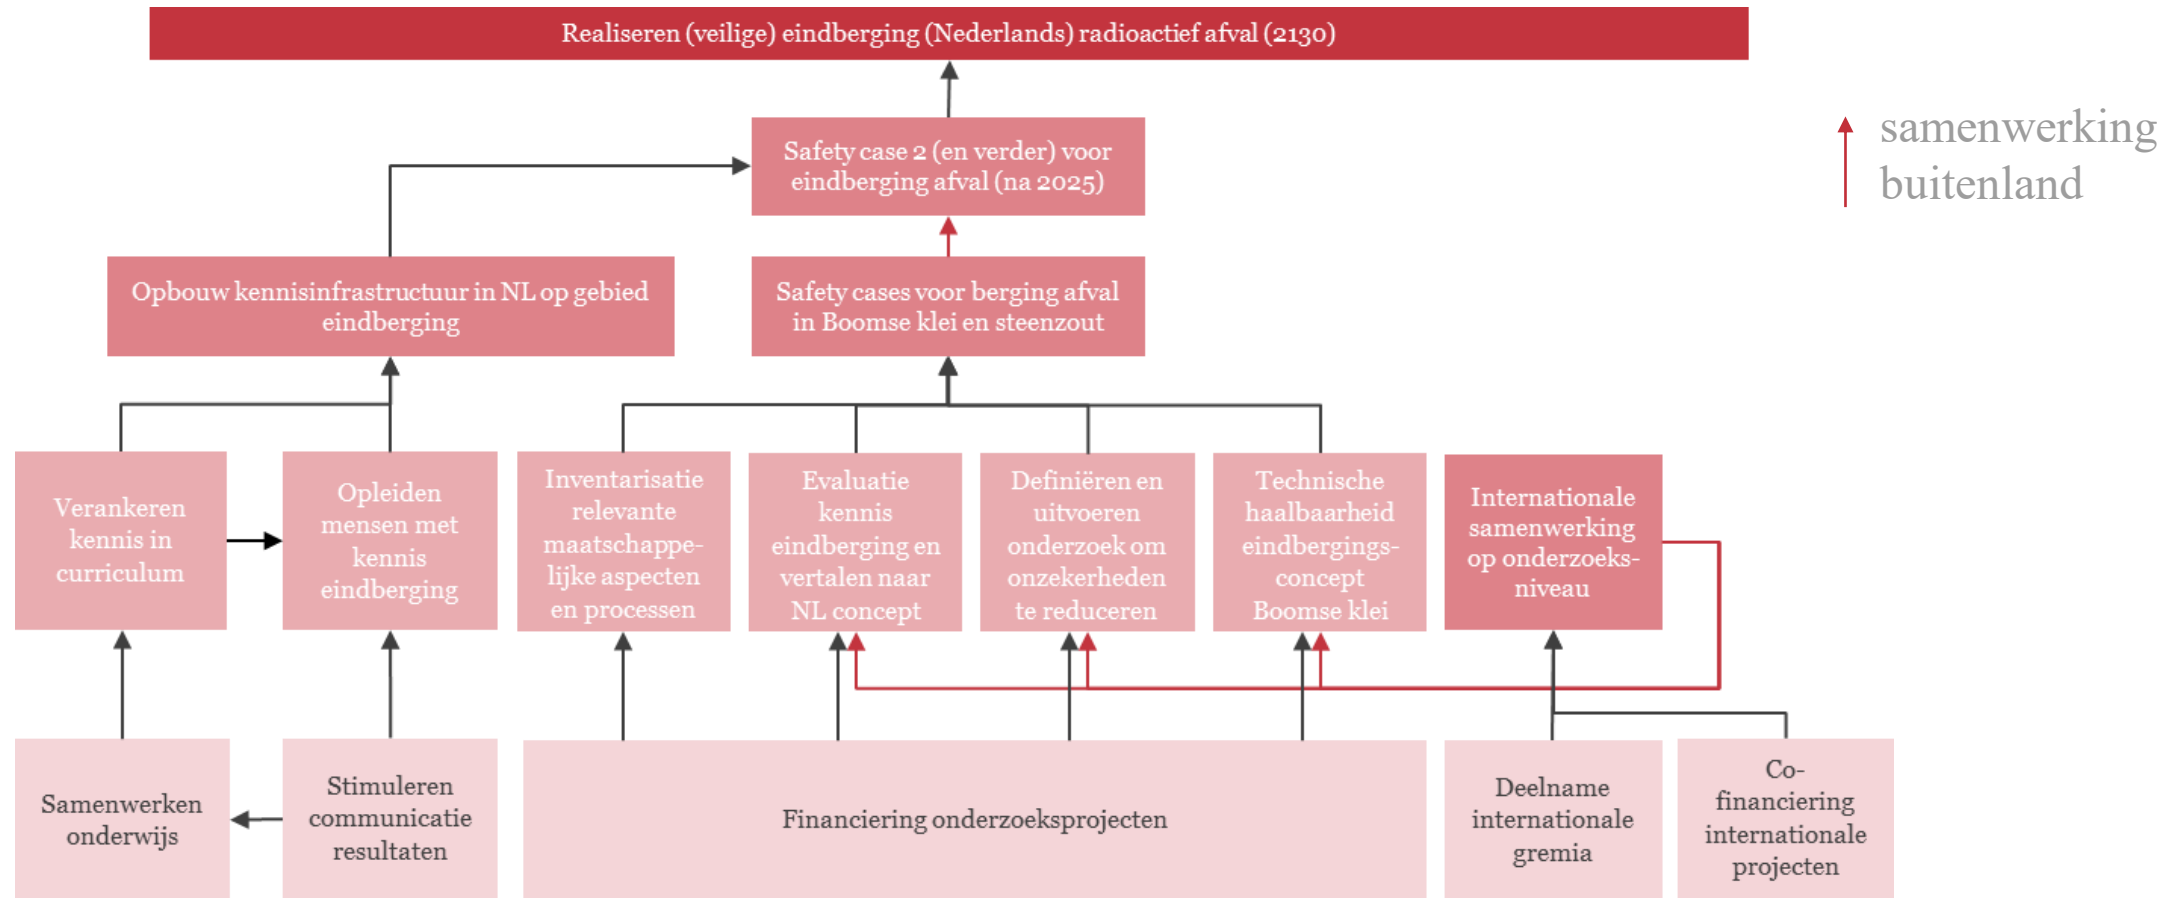 Realiseren (veilige) eindberging (Nederlands) radioactief afval (2130)
samenwerking
buitenland
Safety case 2 (en verder) voor
eindberging afval (na 2025)
Opbouw kennisinfrastructuur in NL op gebied
eindberging
Safety cases voor berging afval
in Boomse klei en steenzout
Verankeren
kennis in
curriculum
Opleiden
mensen met
kennis
eindberging
Inventarisatie
relevante
maatschappe-
lijke aspecten
en processen
Evaluatie
kennis
eindberging en
vertalen naar
NL concept
Definiëren en
uitvoeren
onderzoek om
onzekerheden
te reduceren
Technische
haalbaarheid
eindbergings-
concept
Boomse klei
Internationale
samenwerking
op onderzoeks-
niveau
Samenwerken
onderwijs
Stimuleren
communicatie
resultaten
Financiering onderzoeksprojecten
Deelname
internationale
gremia
Co-
financiering
internationale
projecten